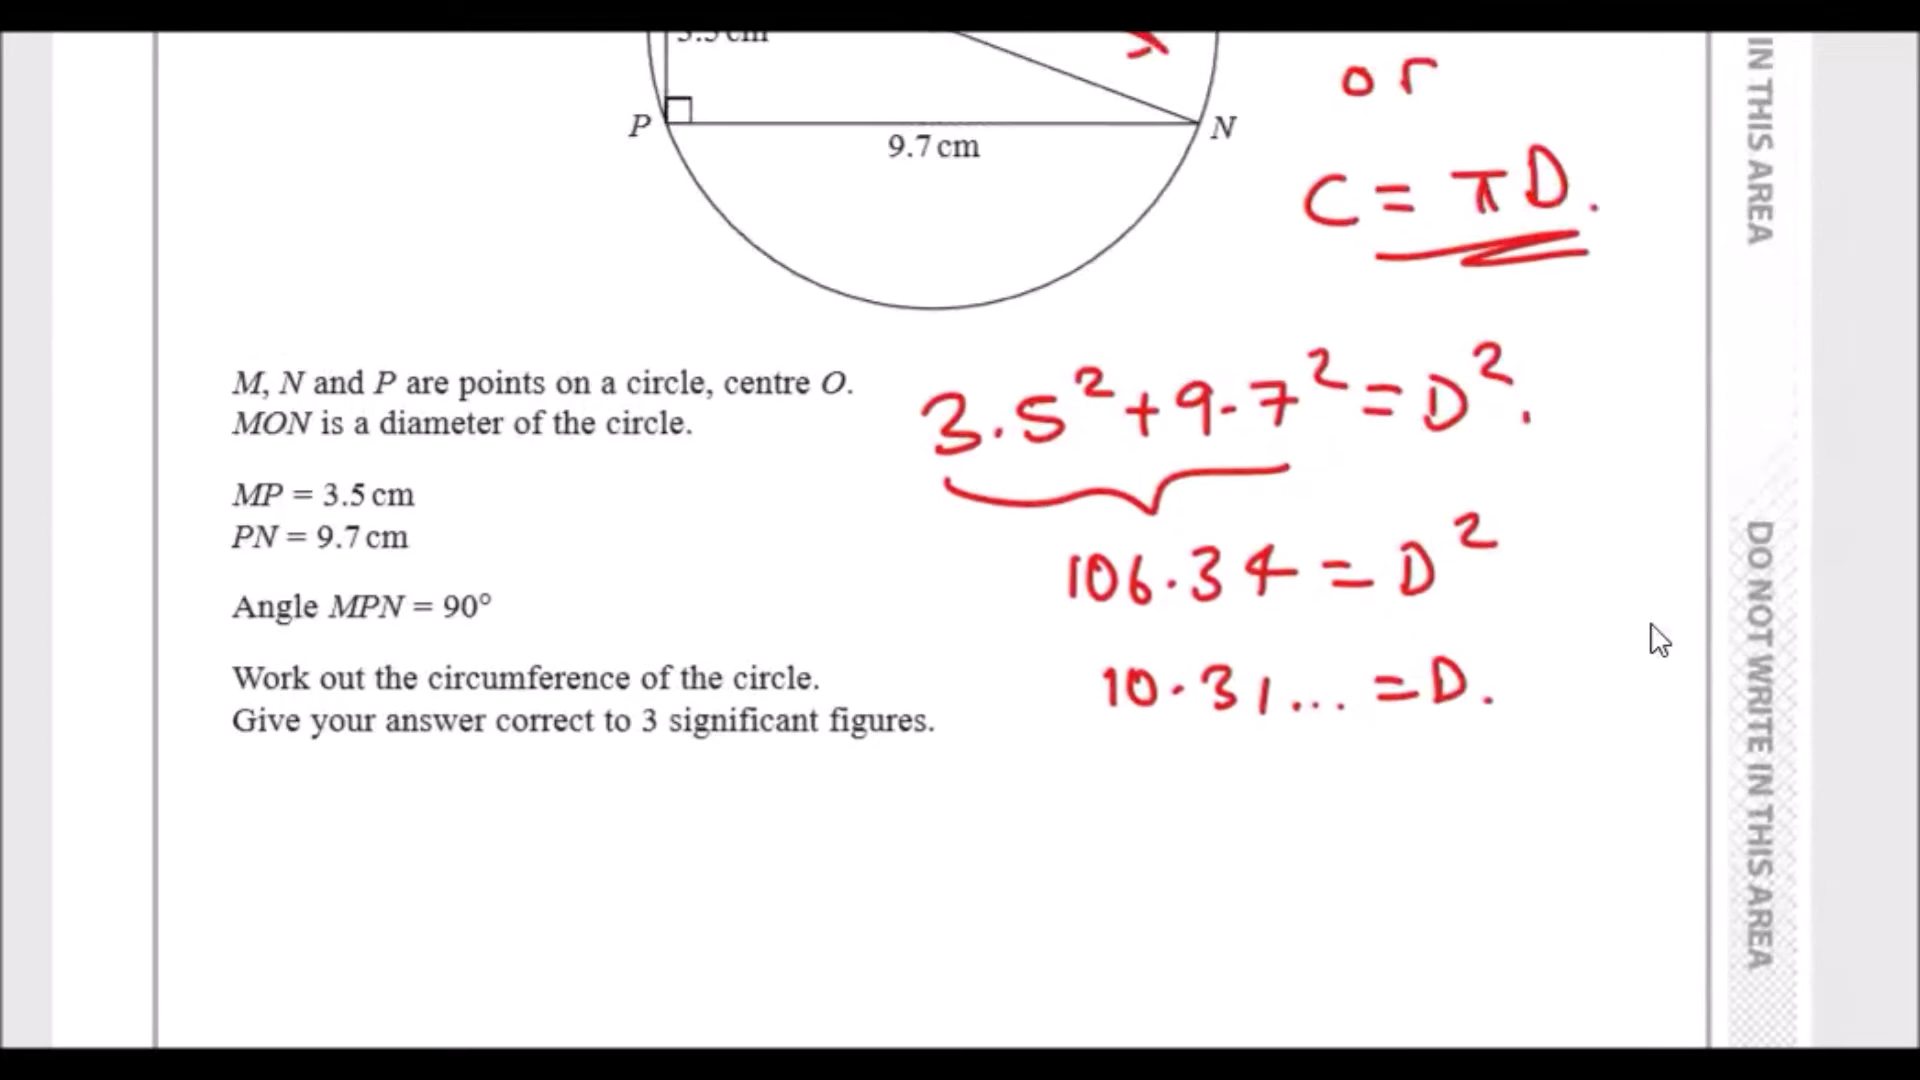 3.5 cm
or
P
N
9.7 cm
C = πD.
M, N and P are points on a circle, centre O.
MON is a diameter of the circle.
3.5² + 9.7² = D².
MP = 3.5 cm
PN = 9.7 cm
106.34 = D²
Angle MPN = 90°
Work out the circumference of the circle.
10.31... = D.
Give your answer correct to 3 significant figures.
IN THIS AREA
DO NOT WRITE IN THIS AREA